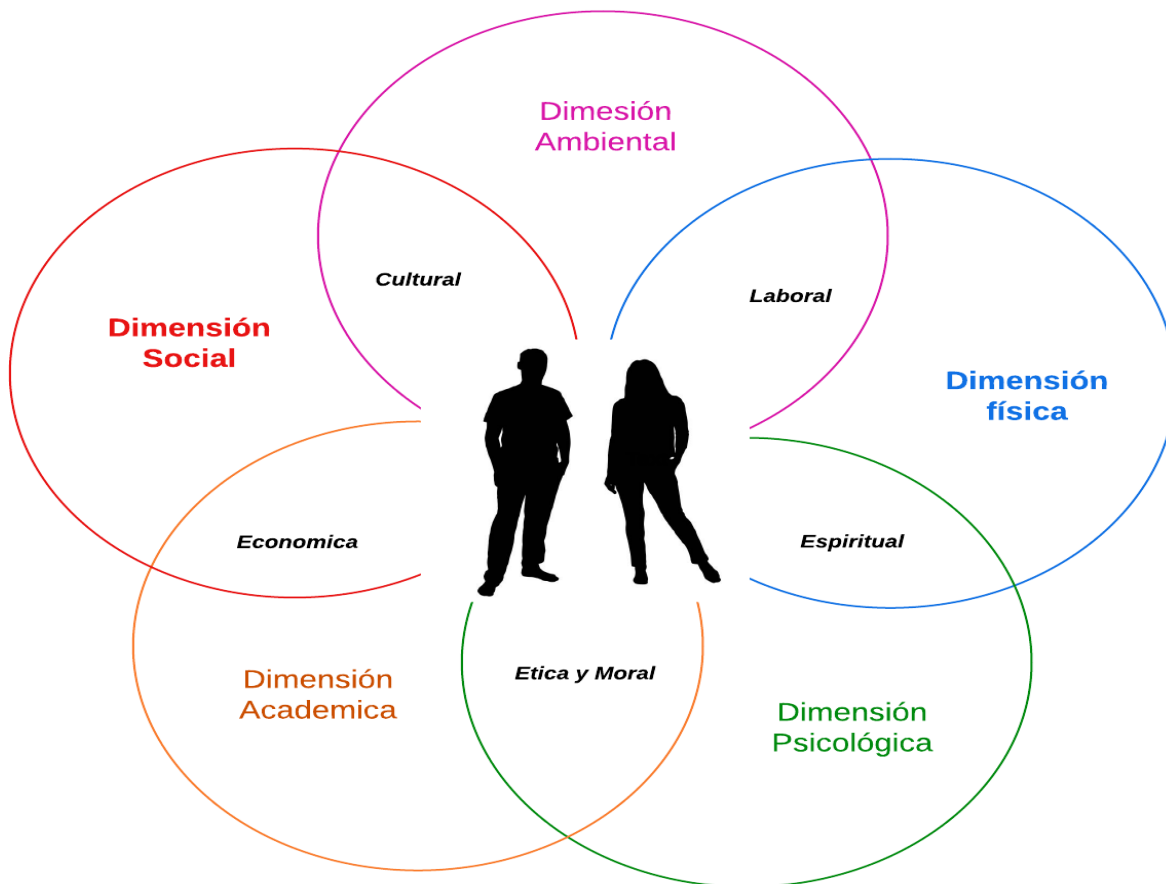 Dimesión
Ambiental
Cultural
Laboral
Dimensión
Social
Dimensión
física
Economica
Espiritual
Etica y Moral
Dimensión
Academica
Dimensión
Psicológica